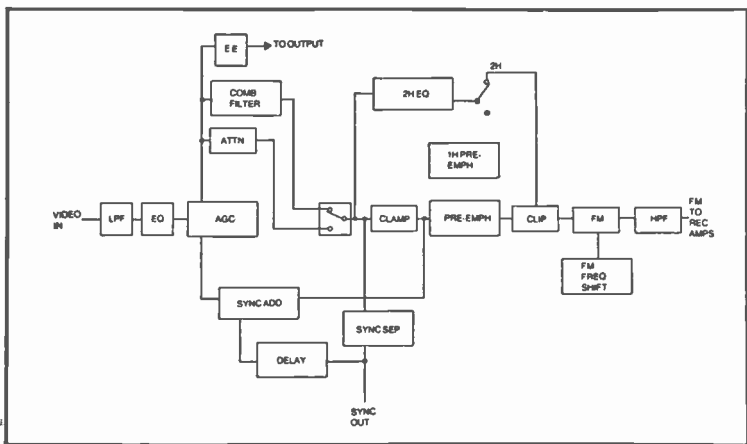 EE
TO OUTPUT
COMB
FILTER
ATTN
2H EQ
2H
1H PRE-
EMPH
VIDEO
IN
LPF
EQ
AGC
CLAMP
PRE-EMPH
CLIP
FM
HPF
FM
TO
REC
AMPS
FM
FREQ
SHIFT
SYNC ADD
SYNC SEP
DELAY
SYNC
OUT